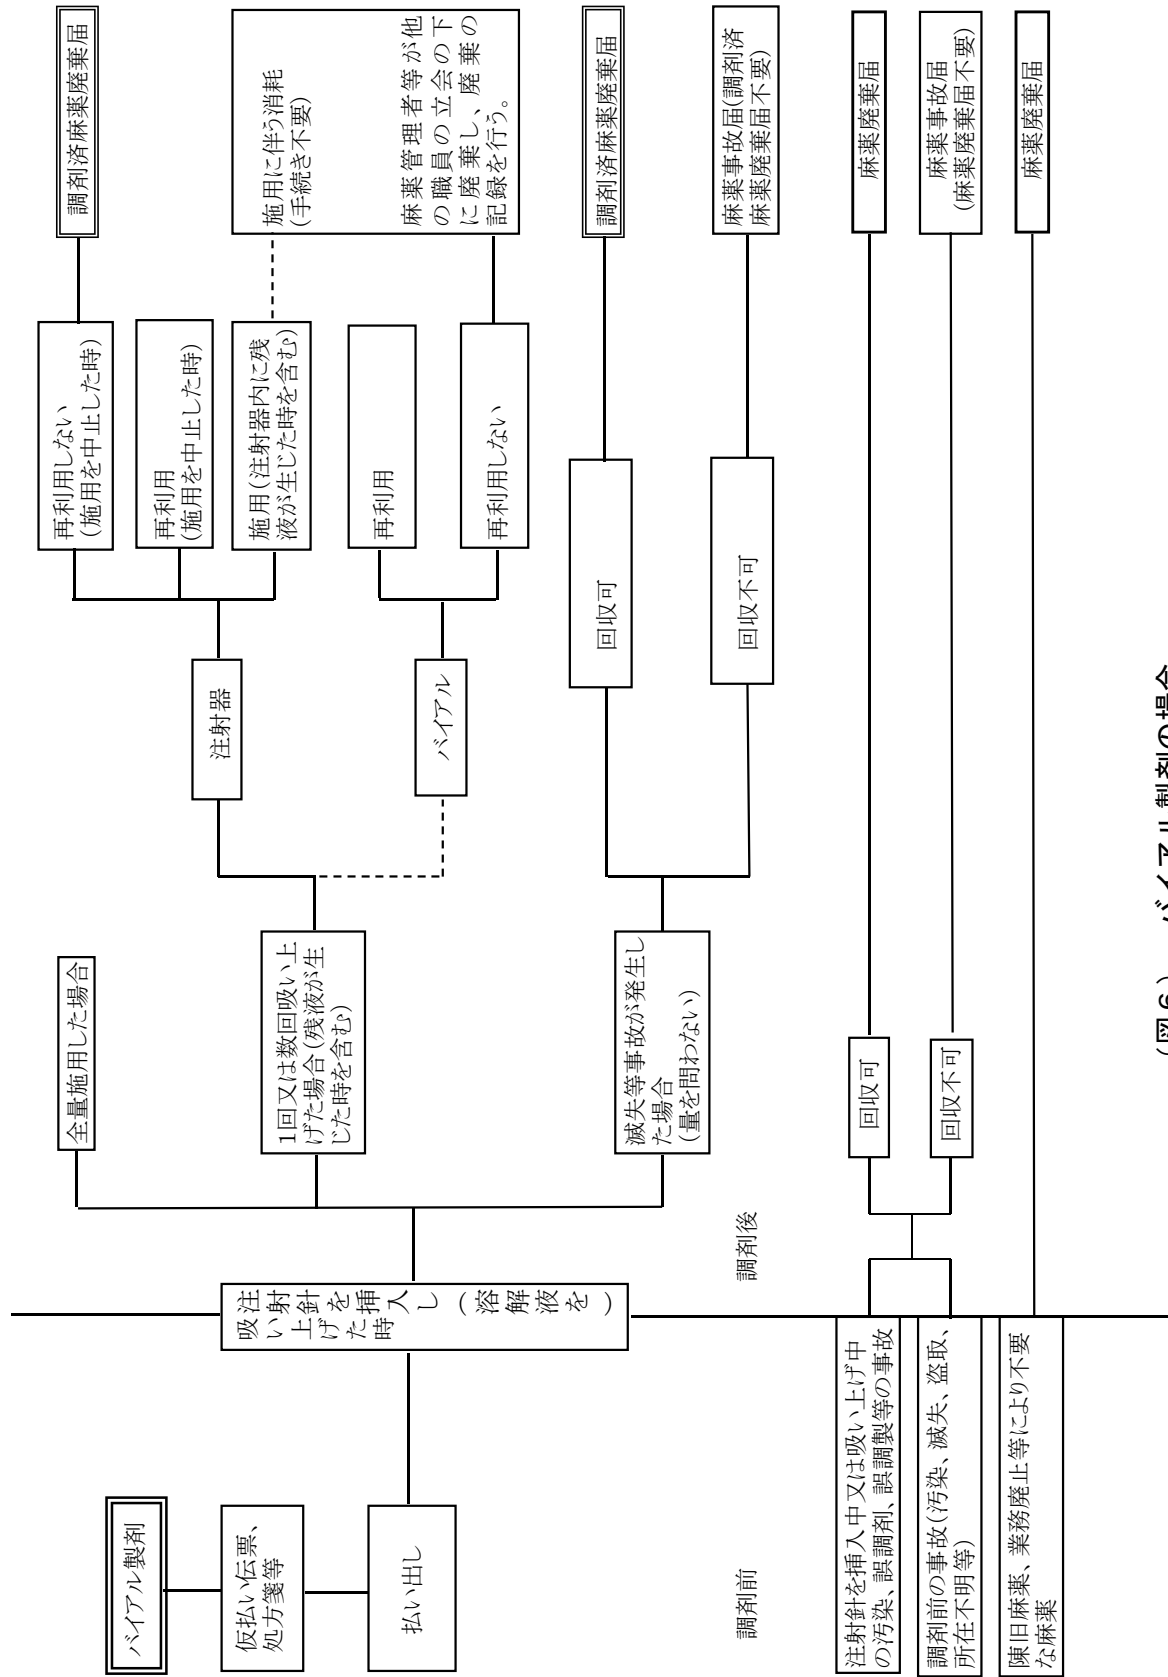 バイアル製剤
仮払い伝票、
処方箋等
払い出し
注射針を挿入し(溶解液を)
吸い上げた時
調剤前
調剤後
全量施用した場合
1回又は数回吸い上
げた場合(残液が生
じた時を含む)
滅失等事故が発生し
た場合
(量を問わない)
注射器
バイアル
再利用しない
(施用を中止した時)
再利用
(施用を中止した時)
施用(注射器内に残
液が生じた時を含む)
再利用
再利用しない
回収可
回収不可
調剤済麻薬廃棄届
施用に伴う消耗
(手続き不要)
麻薬管理者等が他
の職員の立会の下
に廃棄し、廃棄の
記録を行う。
調剤済麻薬廃棄届
麻薬事故届(調剤済
麻薬廃棄届不要)
注射針を挿入中又は吸い上げ中
の汚染、誤調剤、誤調製等の事故
調剤前の事故(汚染、滅失、盗取、
所在不明等)
陳旧麻薬、業務廃止等により不要
な麻薬
回収可
回収不可
麻薬廃棄届
麻薬事故届
(麻薬廃棄届不要)
麻薬廃棄届
(図6) バイアル製剤の場合